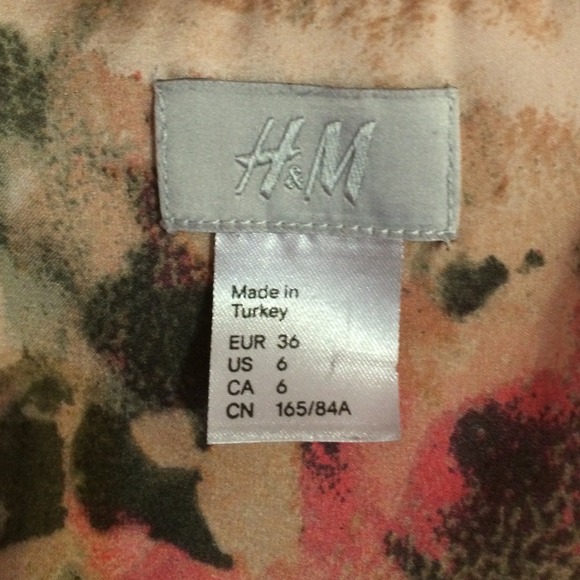 H&M
Made in
Turkey
EUR 36
US 6
CA 6
CN 165/84A